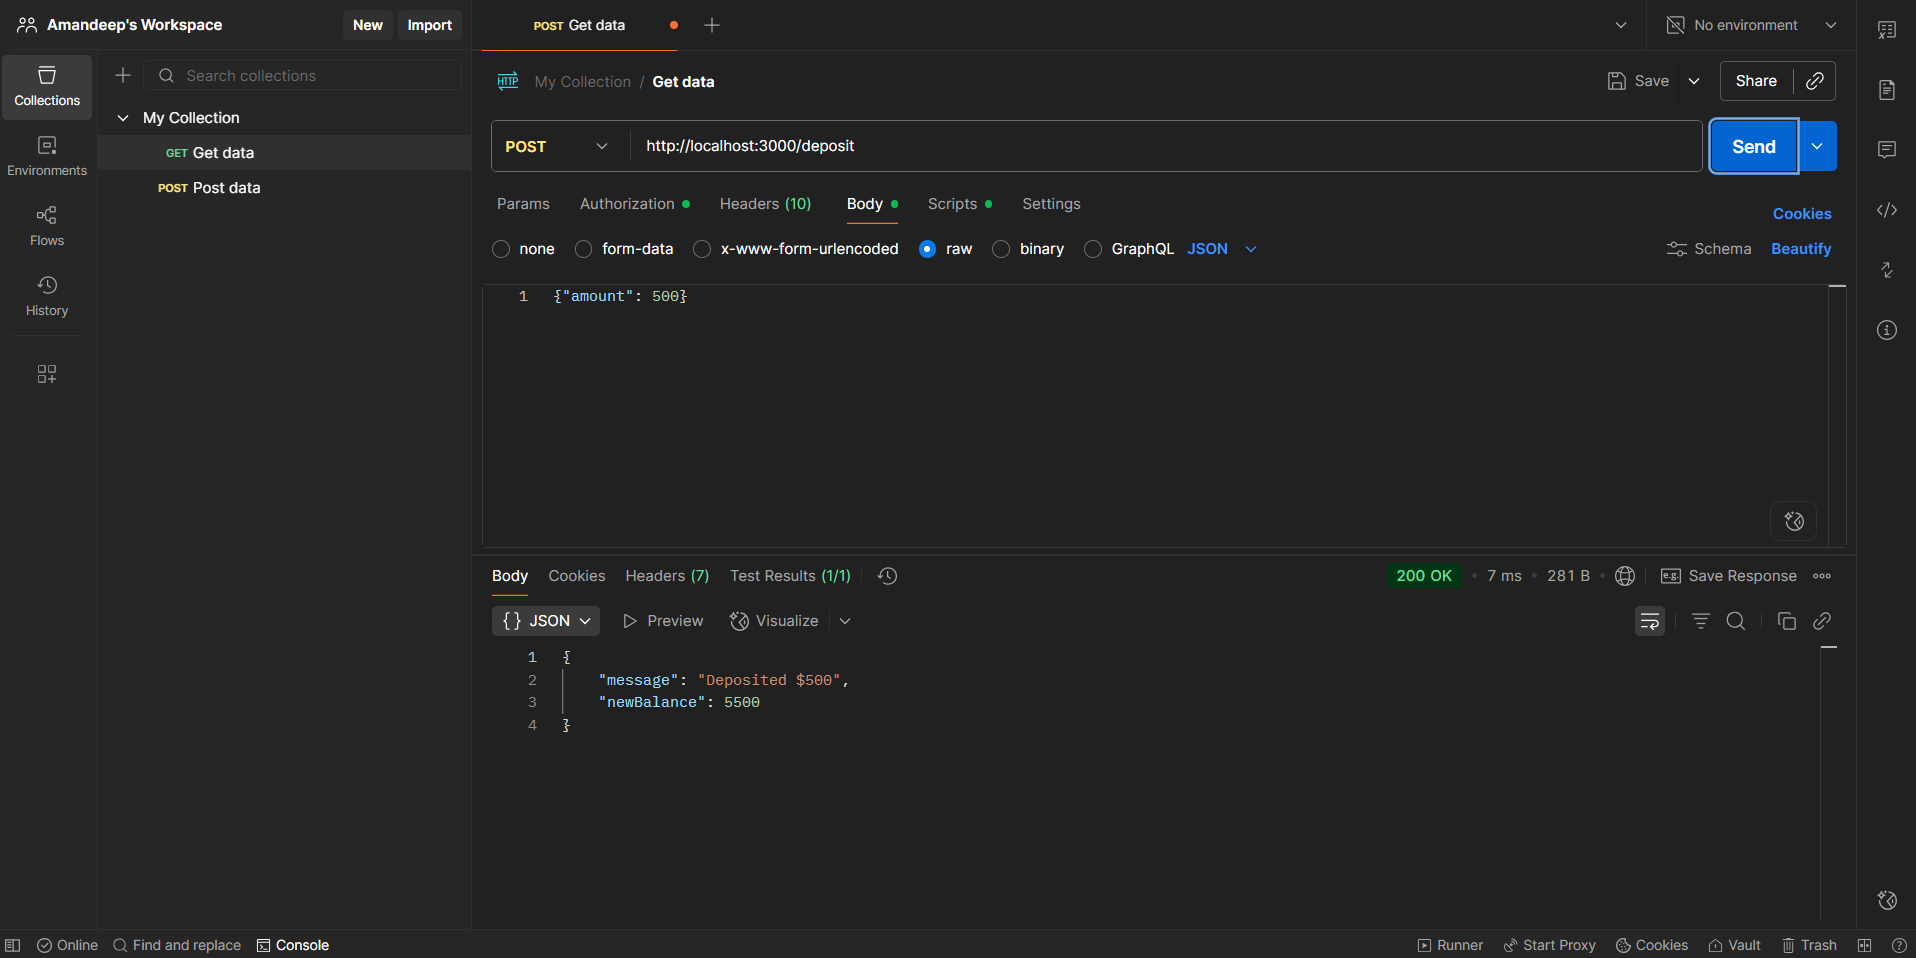 Amandeep's Workspace
New
Import
POST Get data
No environment
Collections
Environments
Flows
History
Search collections
My Collection
GET Get data
POST Post data
HTTP
My Collection / Get data
Save
Share
POST
http://localhost:3000/deposit
Send
Params
Authorization
Headers (10)
Body
Scripts
Settings
Cookies
none
form-data
x-www-form-urlencoded
raw
binary
GraphQL
JSON
Schema
Beautify
1 {"amount": 500}
Body
Cookies
Headers (7)
Test Results (1/1)
200 OK
7 ms
281 B
e.g.
Save Response
{} JSON
Preview
Visualize
1 {
2 "message": "Deposited $500",
3 "newBalance": 5500
4 }
Online
Find and replace
Console
Runner
Start Proxy
Cookies
Vault
Trash